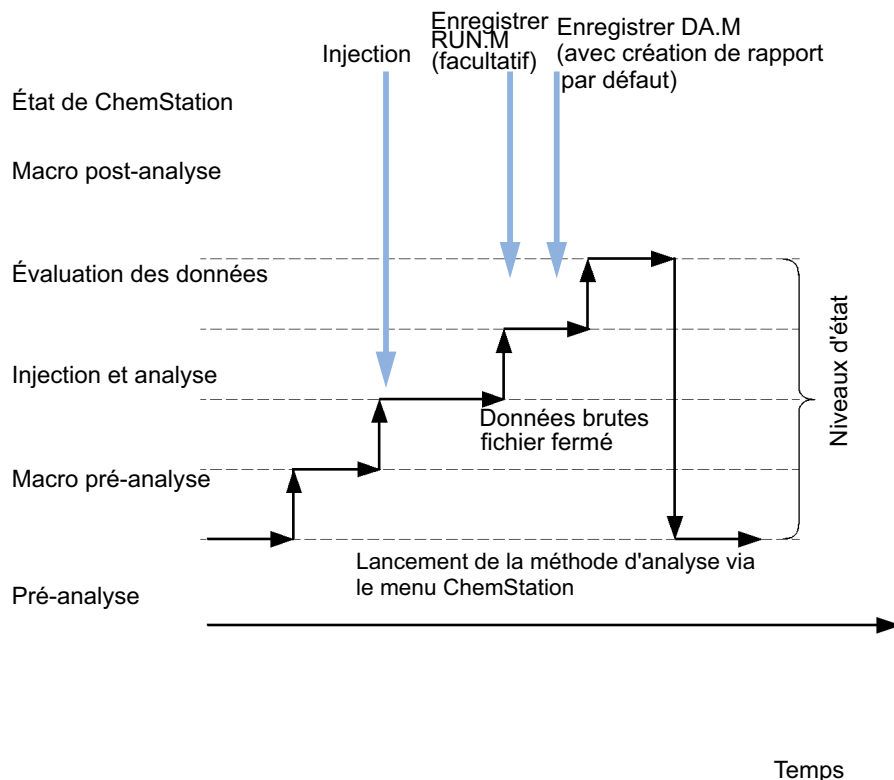 Enregistrer
RUN.M
(facultatif)
Enregistrer DA.M
(avec création de rapport
par défaut)
Injection
État de ChemStation
Macro post-analyse
Évaluation des données
Injection et analyse
Données brutes
fichier fermé
Niveaux d'état
Macro pré-analyse
Lancement de la méthode d'analyse via
le menu ChemStation
Pré-analyse
Temps